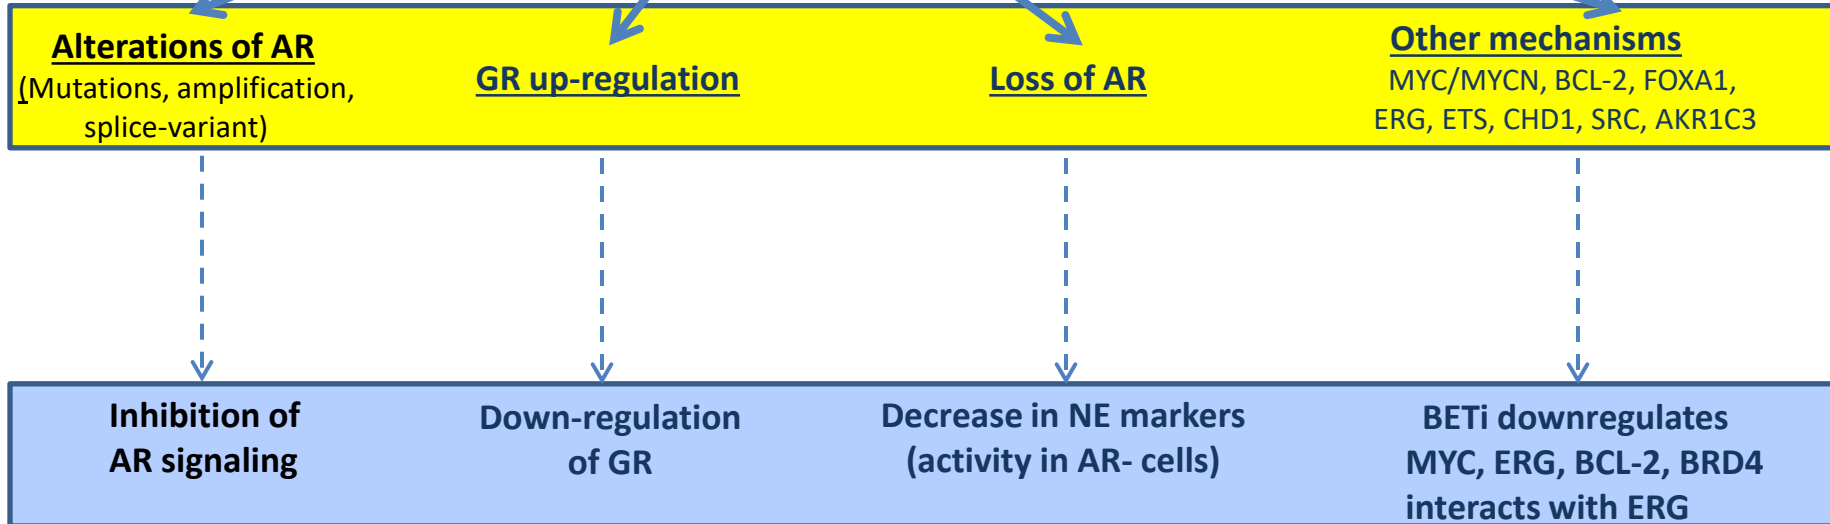 Alterations of AR
(Mutations, amplification,
splice-variant)
GR up-regulation
Loss of AR
Other mechanisms
MYC/MYCN, BCL-2, FOXA1,
ERG, ETS, CHD1, SRC, AKR1C3
Inhibition of
AR signaling
Down-regulation
of GR
Decrease in NE markers
(activity in AR- cells)
BETi downregulates
MYC, ERG, BCL-2, BRD4
interacts with ERG